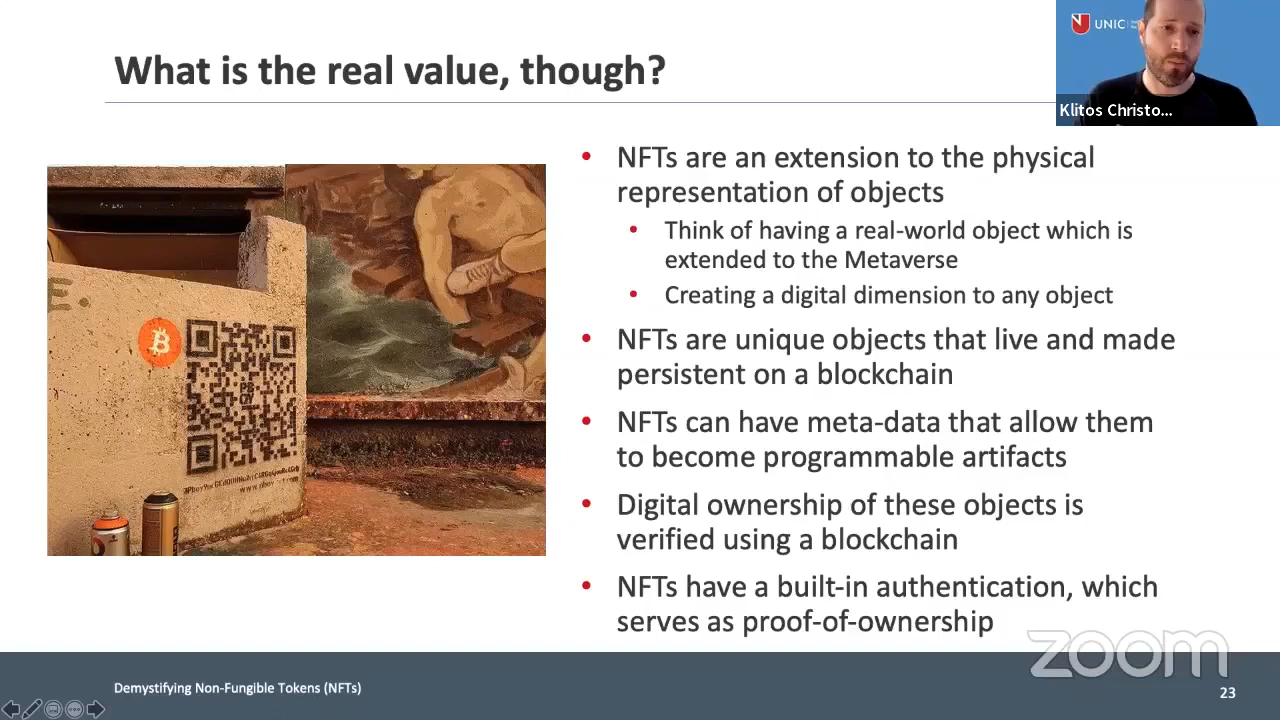 What is the real value, though?
UNIC
Klitos Christo...
NFTs are an extension to the physical
representation of objects
Think of having a real-world object which is
extended to the Metaverse
Creating a digital dimension to any object
NFTs are unique objects that live and made
persistent on a blockchain
NFTs can have meta-data that allow them
to become programmable artifacts
Digital ownership of these objects is
verified using a blockchain
NFTs have a built-in authentication, which
serves as proof-of-ownership
E.
zoom
Demystifying Non-Fungible Tokens (NFTs)
23